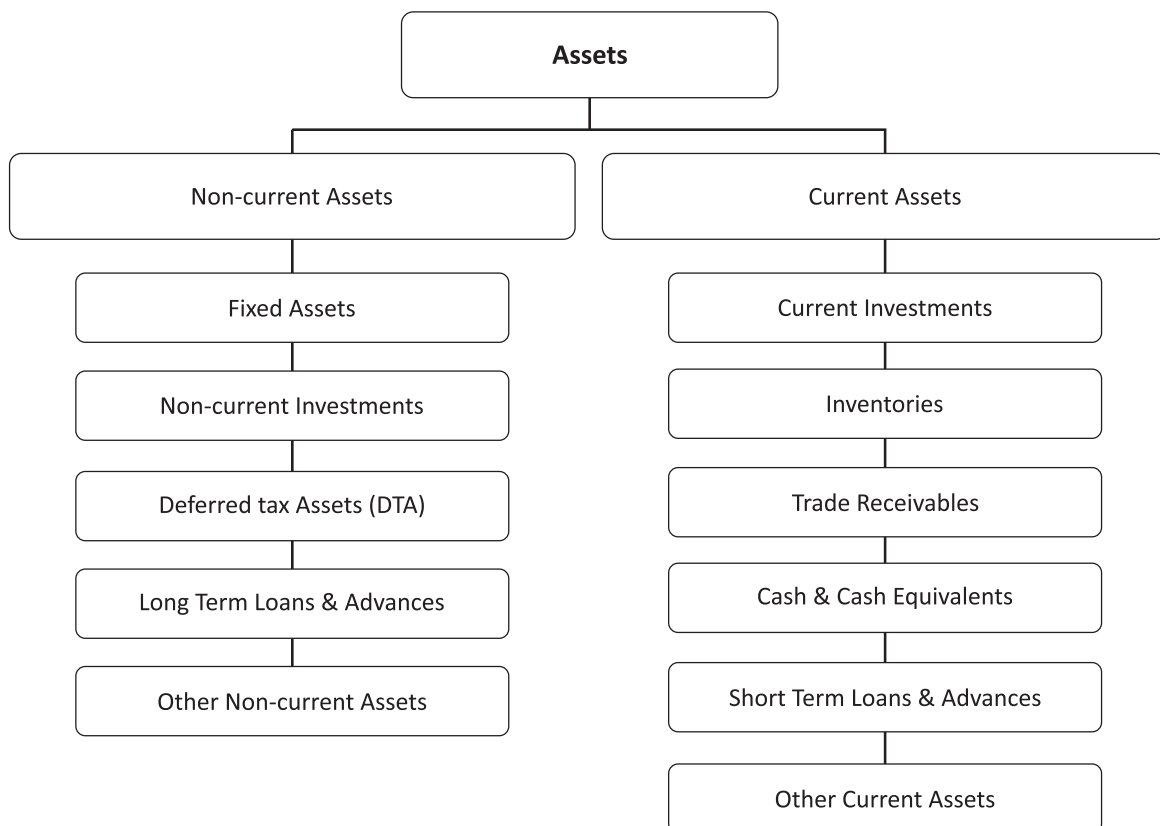 Assets
Non-current Assets
Current Assets
Fixed Assets
Current Investments
Non-current Investments
Inventories
Deferred tax Assets (DTA)
Trade Receivables
Long Term Loans & Advances
Cash & Cash Equivalents
Other Non-current Assets
Short Term Loans & Advances
Other Current Assets